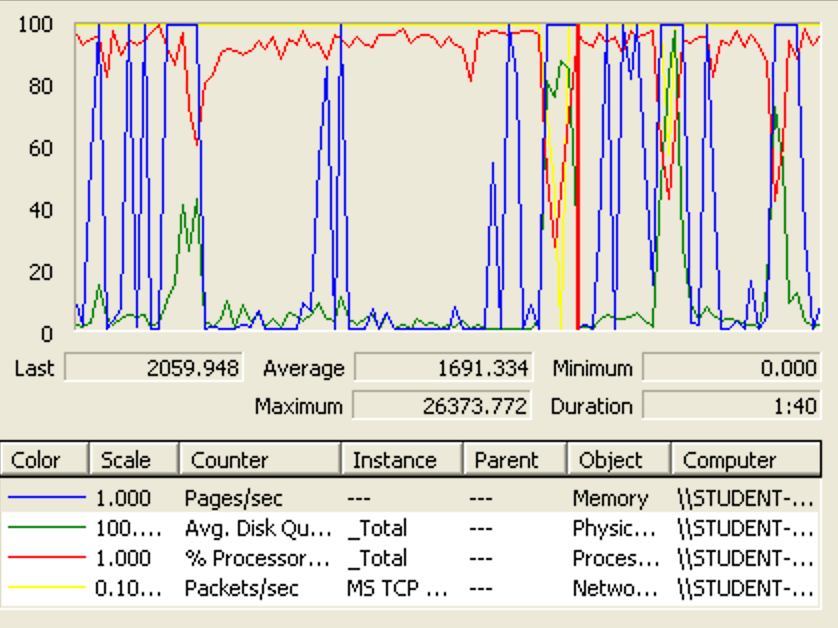 100
80
60
40
20
0
Last 2059.948 Average 1691.334 Minimum 0.000
Maximum 26373.772 Duration 1:40
Color Scale Counter Instance Parent Object Computer
1.000 Pages/sec --- --- Memory \\STUDENT-...
100.... Avg. Disk Qu... _Total --- Physic... \\STUDENT-...
1.000 % Processor... _Total --- Proces... \\STUDENT-...
0.10... Packets/sec MS TCP ... --- Netwo... \\STUDENT-...